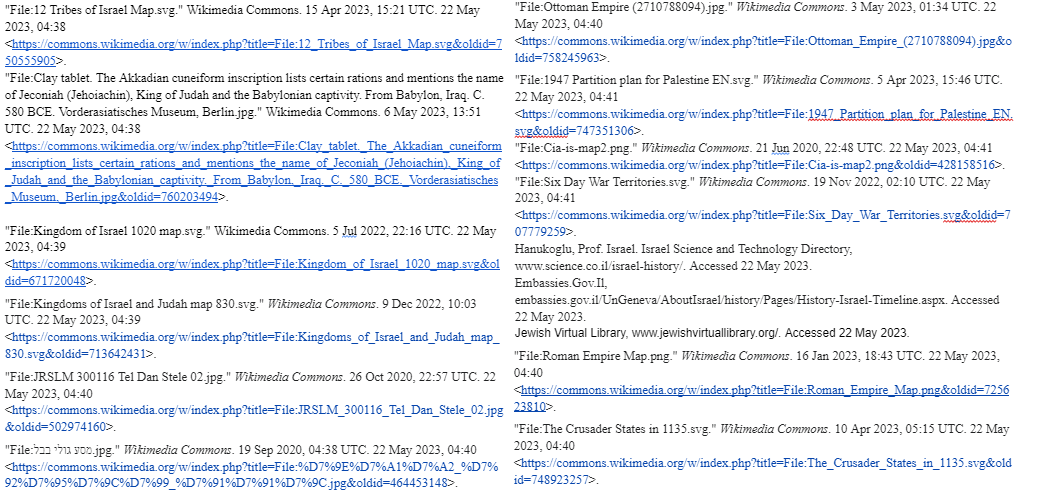 "File:12 Tribes of Israel Map.svg." Wikimedia Commons. 15 Apr 2023, 15:21 UTC. 22 May
2023, 04:38
<https://commons.wikimedia.org/w/index.php?title=File:12_Tribes_of_Israel_Map.svg&oldid=7
50555905>.
"File:Clay tablet. The Akkadian cuneiform inscription lists certain rations and mentions the name
of Jeconiah (Jehoiachin), King of Judah and the Babylonian captivity. From Babylon, Iraq. C.
580 BCE. Vorderasiatisches Museum, Berlin.jpg." Wikimedia Commons. 6 May 2023, 13:51
UTC. 22 May 2023, 04:38
<https://commons.wikimedia.org/w/index.php?title=File:Clay_tablet._The_Akkadian_cuneiform
_inscription_lists_certain_rations_and_mentions_the_name_of_Jeconiah_(Jehoiachin),_King_of
_Judah_and_the_Babylonian_captivity._From_Babylon,_Iraq._C._580_BCE._Vorderasiatisches
_Museum,_Berlin.jpg&oldid=760203494>.
"File:Kingdom of Israel 1020 map.svg." Wikimedia Commons. 5 Jul 2022, 22:16 UTC. 22 May
2023, 04:39
<https://commons.wikimedia.org/w/index.php?title=File:Kingdom_of_Israel_1020_map.svg&ol
did=671720048>.
"File:Kingdoms of Israel and Judah map 830.svg." Wikimedia Commons. 9 Dec 2022, 10:03
UTC. 22 May 2023, 04:39
<https://commons.wikimedia.org/w/index.php?title=File:Kingdoms_of_Israel_and_Judah_map_
830.svg&oldid=713642431>.
"File:JRSLM 300116 Tel Dan Stele 02.jpg." Wikimedia Commons. 26 Oct 2020, 22:57 UTC. 22
May 2023, 04:40
<https://commons.wikimedia.org/w/index.php?title=File:JRSLM_300116_Tel_Dan_Stele_02.jpg
&oldid=502974160>.
"File:מסע גולי בבל.jpg." Wikimedia Commons. 19 Sep 2020, 04:38 UTC. 22 May 2023, 04:40
<https://commons.wikimedia.org/w/index.php?title=File:%D7%9E%D7%A1%D7%A2_%D7%
92%D7%95%D7%9C%D7%99_%D7%91%D7%91%D7%9C.jpg&oldid=464453148>.
"File:Ottoman Empire (2710788094).jpg." Wikimedia Commons. 3 May 2023, 01:34 UTC. 22
May 2023, 04:40
<https://commons.wikimedia.org/w/index.php?title=File:Ottoman_Empire_(2710788094).jpg&o
ldid=758245963>.
"File:1947 Partition plan for Palestine EN.svg." Wikimedia Commons. 5 Apr 2023, 15:46 UTC.
22 May 2023, 04:41
<https://commons.wikimedia.org/w/index.php?title=File:1947_Partition_plan_for_Palestine_EN.
svg&oldid=747351306>.
"File:Cia-is-map2.png." Wikimedia Commons. 21 Jun 2020, 22:48 UTC. 22 May 2023, 04:41
<https://commons.wikimedia.org/w/index.php?title=File:Cia-is-map2.png&oldid=428158516>.
"File:Six Day War Territories.svg." Wikimedia Commons. 19 Nov 2022, 02:10 UTC. 22 May
2023, 04:41
<https://commons.wikimedia.org/w/index.php?title=File:Six_Day_War_Territories.svg&oldid=7
07779259>.
Hanukoglu, Prof. Israel. Israel Science and Technology Directory,
www.science.co.il/israel-history/. Accessed 22 May 2023.
Embassies.Gov.Il,
embassies.gov.il/UnGeneva/AboutIsrael/history/Pages/History-Israel-Timeline.aspx. Accessed
22 May 2023.
Jewish Virtual Library, www.jewishvirtuallibrary.org/. Accessed 22 May 2023.
"File:Roman Empire Map.png." Wikimedia Commons. 16 Jan 2023, 18:43 UTC. 22 May 2023,
04:40
<https://commons.wikimedia.org/w/index.php?title=File:Roman_Empire_Map.png&oldid=7256
23810>.
"File:The Crusader States in 1135.svg." Wikimedia Commons. 10 Apr 2023, 05:15 UTC. 22 May
2023, 04:40
<https://commons.wikimedia.org/w/index.php?title=File:The_Crusader_States_in_1135.svg&old
id=748923257>.